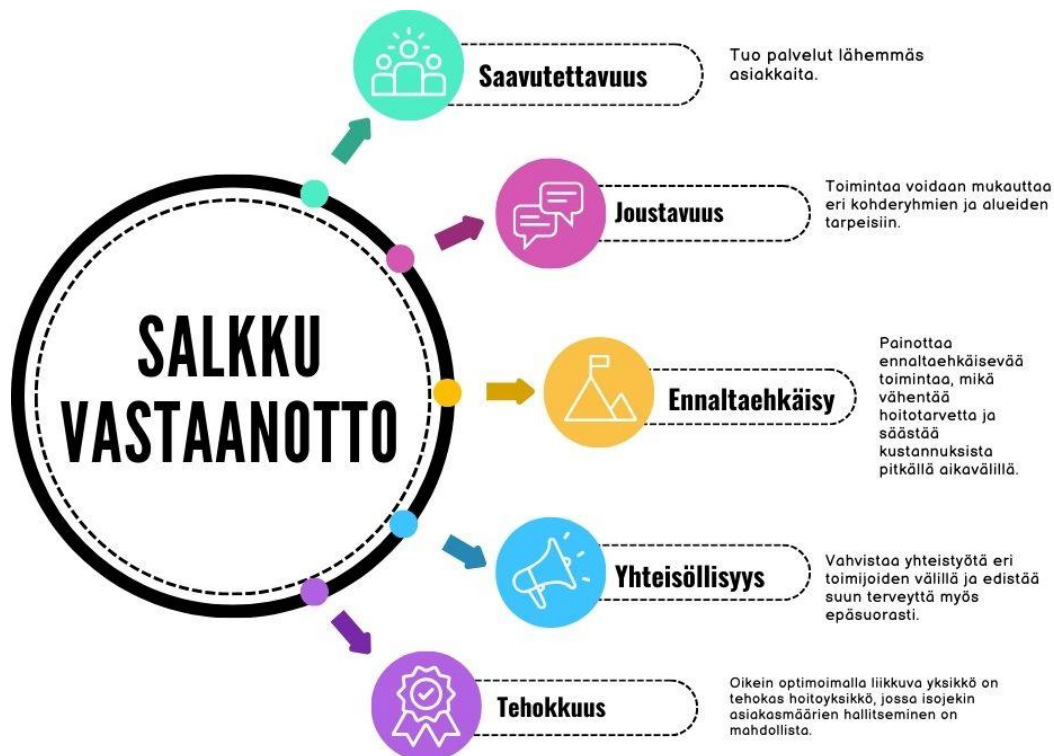 SALKKU
VASTAANOTTO
Saavutettavuus
Tuo palvelut lähemmäs
asiakkaita.
Joustavuus
Toimintaa voidaan mukauttaa
eri kohderyhmien ja alueiden
tarpeisiin.
Ennaltaehkäisy
Painottaa
ennaltaehkäisevää
toimintaa, mikä
vähentää
hoitotarvetta ja
säästää
kustannuksista
pitkällä aikavälillä.
Yhteisöllisyys
Vahvistaa yhteistyötä eri
toimijoiden välillä ja edistää
suun terveyttä myös
epäsuorasti.
Tehokkuus
Oikein optimoimalla liikkuva yksikkö on
tehokas hoitoyksikkö, jossa isojekin
asiakasmäärien hallitseminen on
mahdollista.